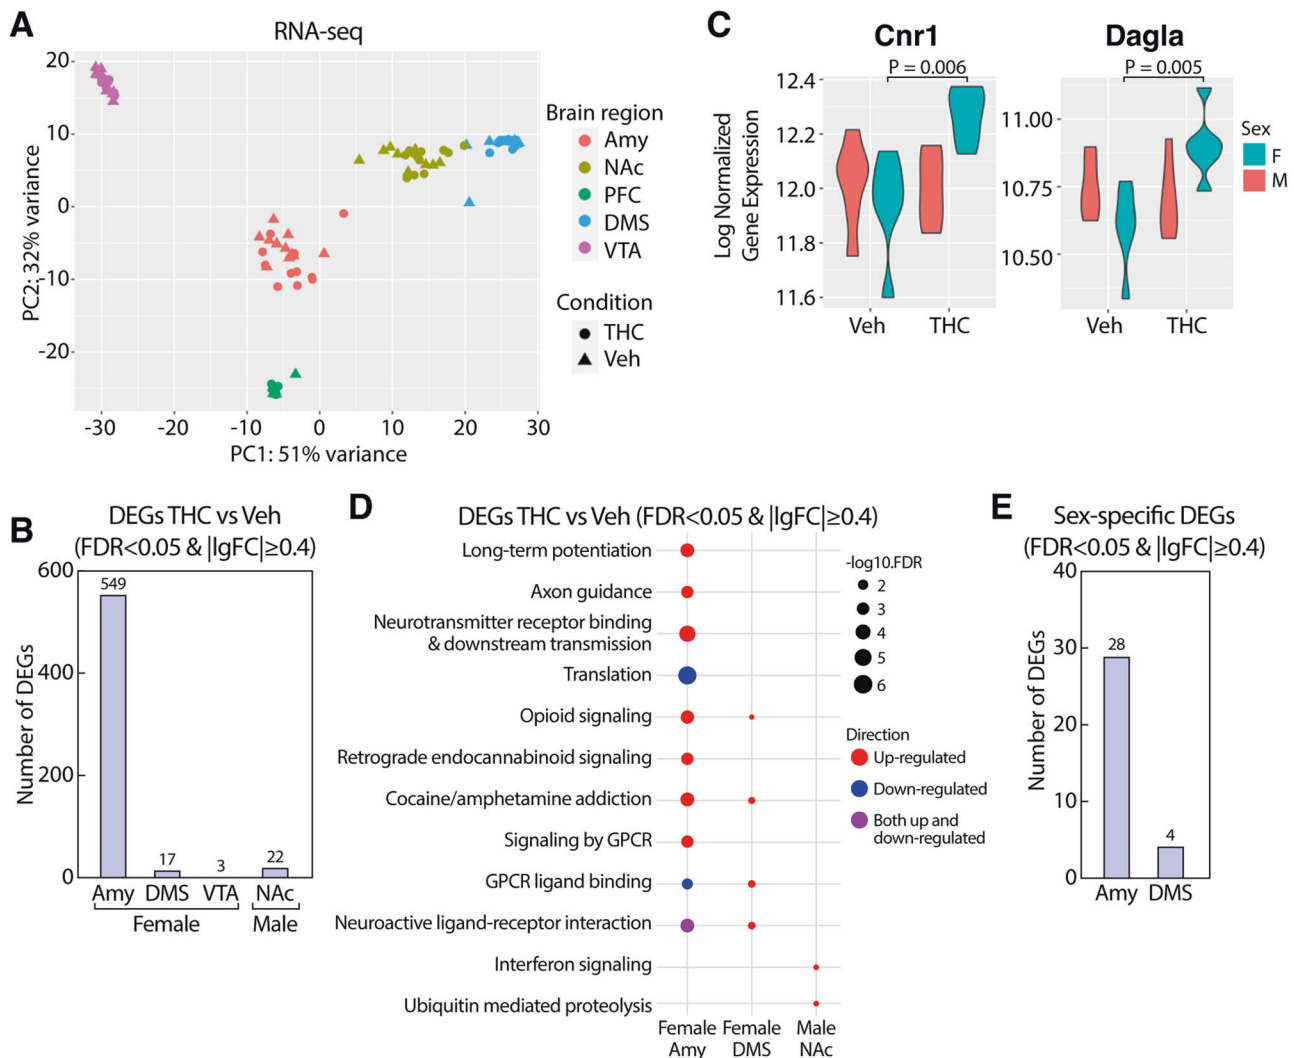 A
RNA-seq
20
10
0
-10
-20
-30
-20
-10
0
10
20
30
PC2: 32% variance
PC1: 51% variance
Brain region
Amy
NAc
PFC
DMS
VTA
Condition
THC
Veh
C
Cnr1
P = 0.006
12.4
12.2
12.0
11.8
11.6
Log Normalized
Gene Expression
Veh
THC
Dagla
P = 0.005
11.00
10.75
10.50
Veh
THC
Sex
F
M
B
DEGs THC vs Veh
(FDR<0.05 & |lgFC|≥0.4)
600
400
200
0
Number of DEGs
549
17
3
22
Amy
DMS
VTA
NAc
Female
Male
D
DEGs THC vs Veh (FDR<0.05 & |lgFC|≥0.4)
Long-term potentiation
Axon guidance
Neurotransmitter receptor binding
& downstream transmission
Translation
Opioid signaling
Retrograde endocannabinoid signaling
Cocaine/amphetamine addiction
Signaling by GPCR
GPCR ligand binding
Neuroactive ligand-receptor interaction
Interferon signaling
Ubiquitin mediated proteolysis
Female
Amy
Female
DMS
Male
NAc
-log10.FDR
2
3
4
5
6
Direction
Up-regulated
Down-regulated
Both up and
down-regulated
E
Sex-specific DEGs
(FDR<0.05 & |lgFC|≥0.4)
40
30
20
10
0
Number of DEGs
28
4
Amy
DMS